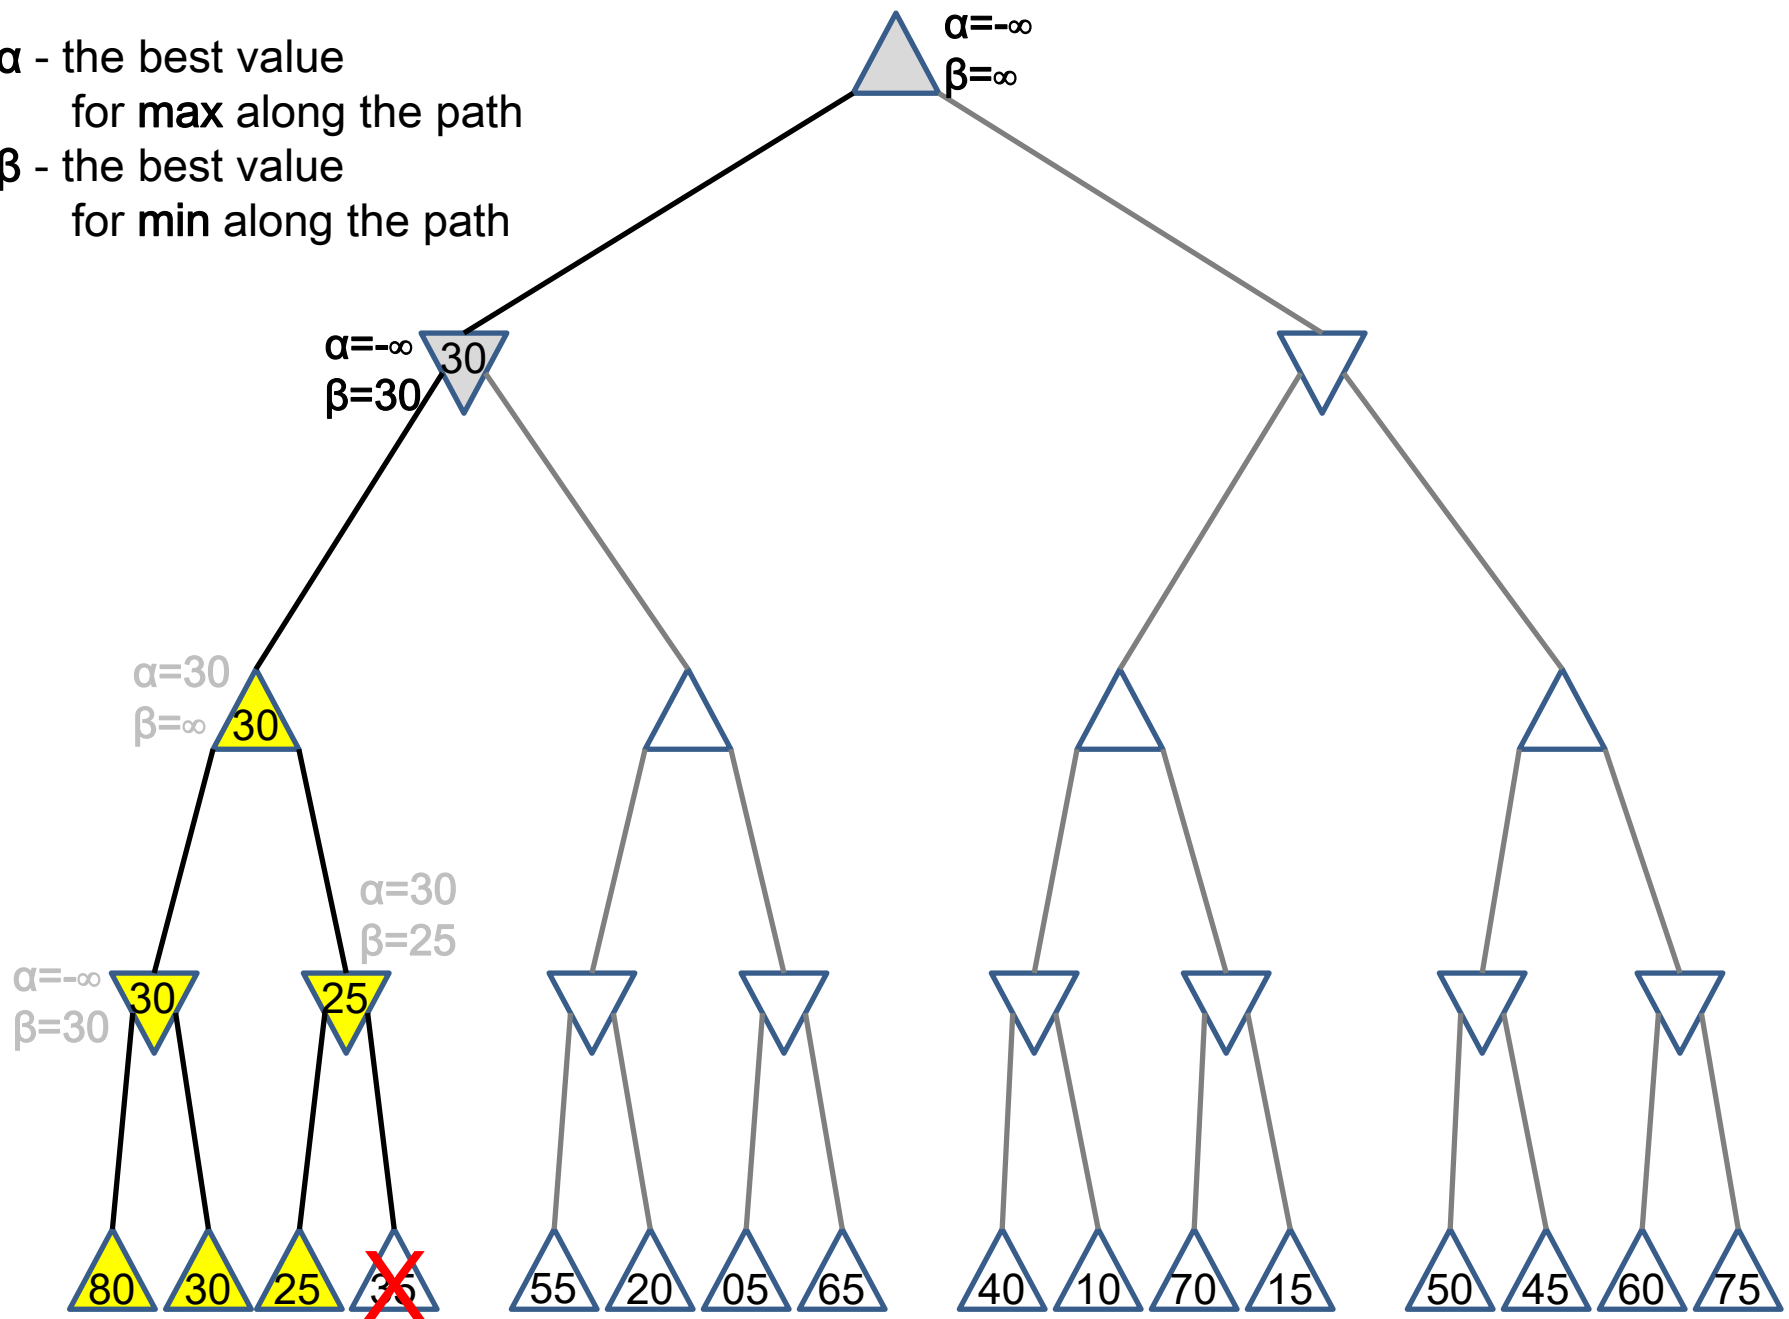 α - the best value
for max along the path
β - the best value
for min along the path
α=-∞
β=∞
α=-∞
β=30
30
α=30
β=∞
30
α=30
β=25
α=-∞
β=30
30
25
80 30 25 35 55 20 05 65 40 10 70 15 50 45 60 75